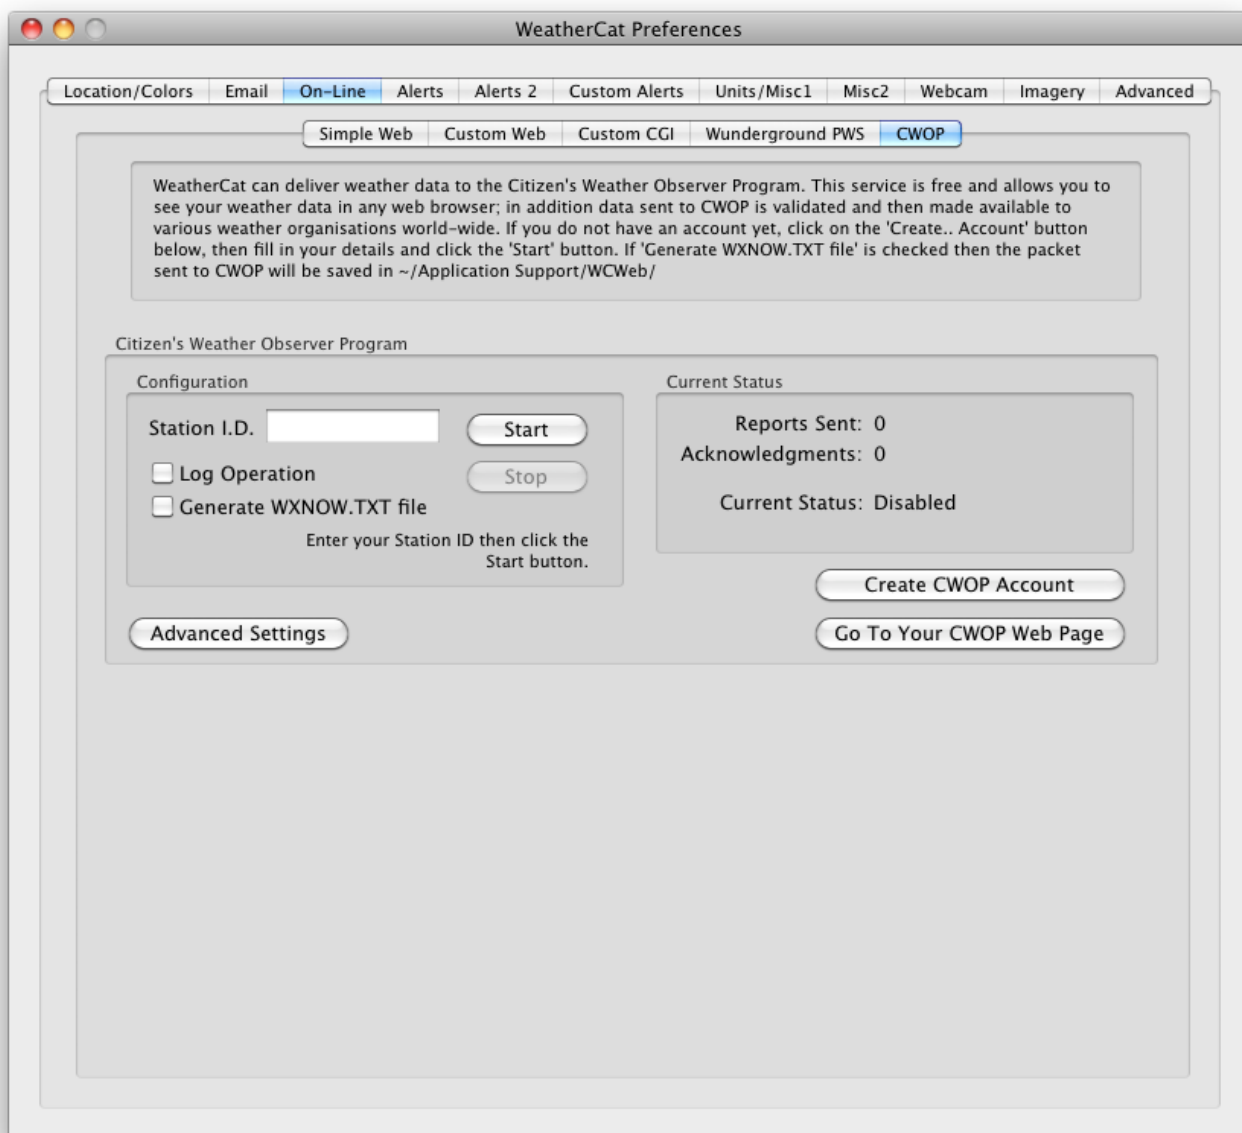 WeatherCat Preferences
Location/Colors Email On-Line Alerts Alerts 2 Custom Alerts Units/Misc1 Misc2 Webcam Imagery Advanced
Simple Web Custom Web Custom CGI Wunderground PWS CWOP
WeatherCat can deliver weather data to the Citizen's Weather Observer Program. This service is free and allows you to
see your weather data in any web browser; in addition data sent to CWOP is validated and then made available to
various weather organisations world-wide. If you do not have an account yet, click on the 'Create.. Account' button
below, then fill in your details and click the 'Start' button. If 'Generate WXNOW.TXT file' is checked then the packet
sent to CWOP will be saved in ~/Application Support/WCWeb/
Citizen's Weather Observer Program
Configuration
Station I.D.
Start
Log Operation
Stop
Generate WXNOW.TXT file
Enter your Station ID then click the
Start button.
Advanced Settings
Current Status
Reports Sent: 0
Acknowledgments: 0
Current Status: Disabled
Create CWOP Account
Go To Your CWOP Web Page